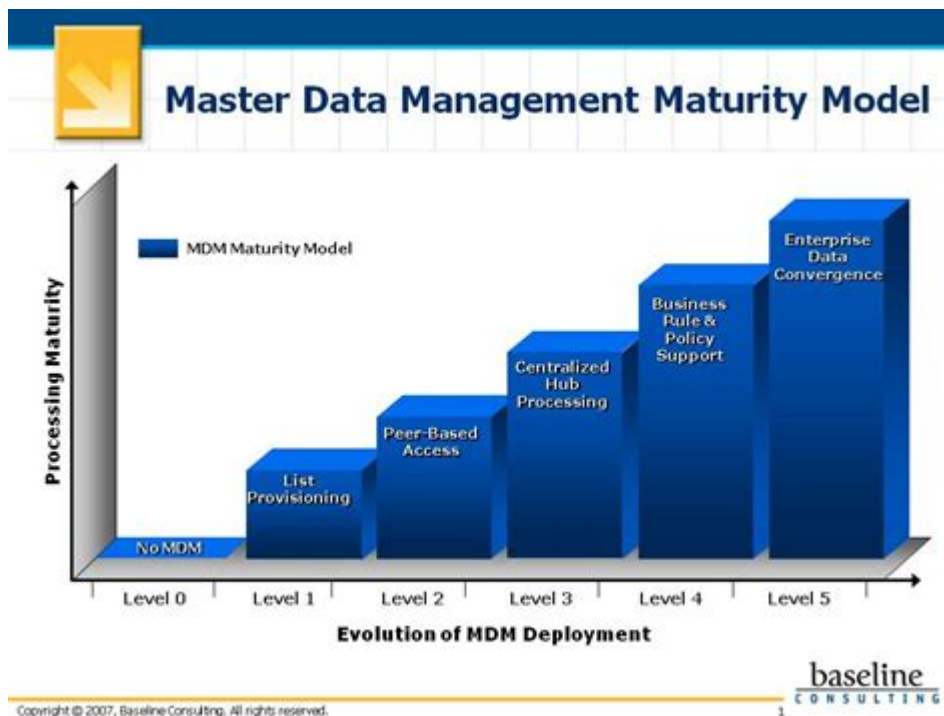 Master Data Management Maturity Model
MDM Maturity Model
Processing Maturity
No MDM
List
Provisioning
Peer-Based
Access
Centralized
Hub
Processing
Business
Rule &
Policy
Support
Enterprise
Data
Convergence
Level 0
Level 1
Level 2
Level 3
Level 4
Level 5
Evolution of MDM Deployment
baseline
CONSULTING
Copyright © 2007, Baseline Consulting. All rights reserved.
1